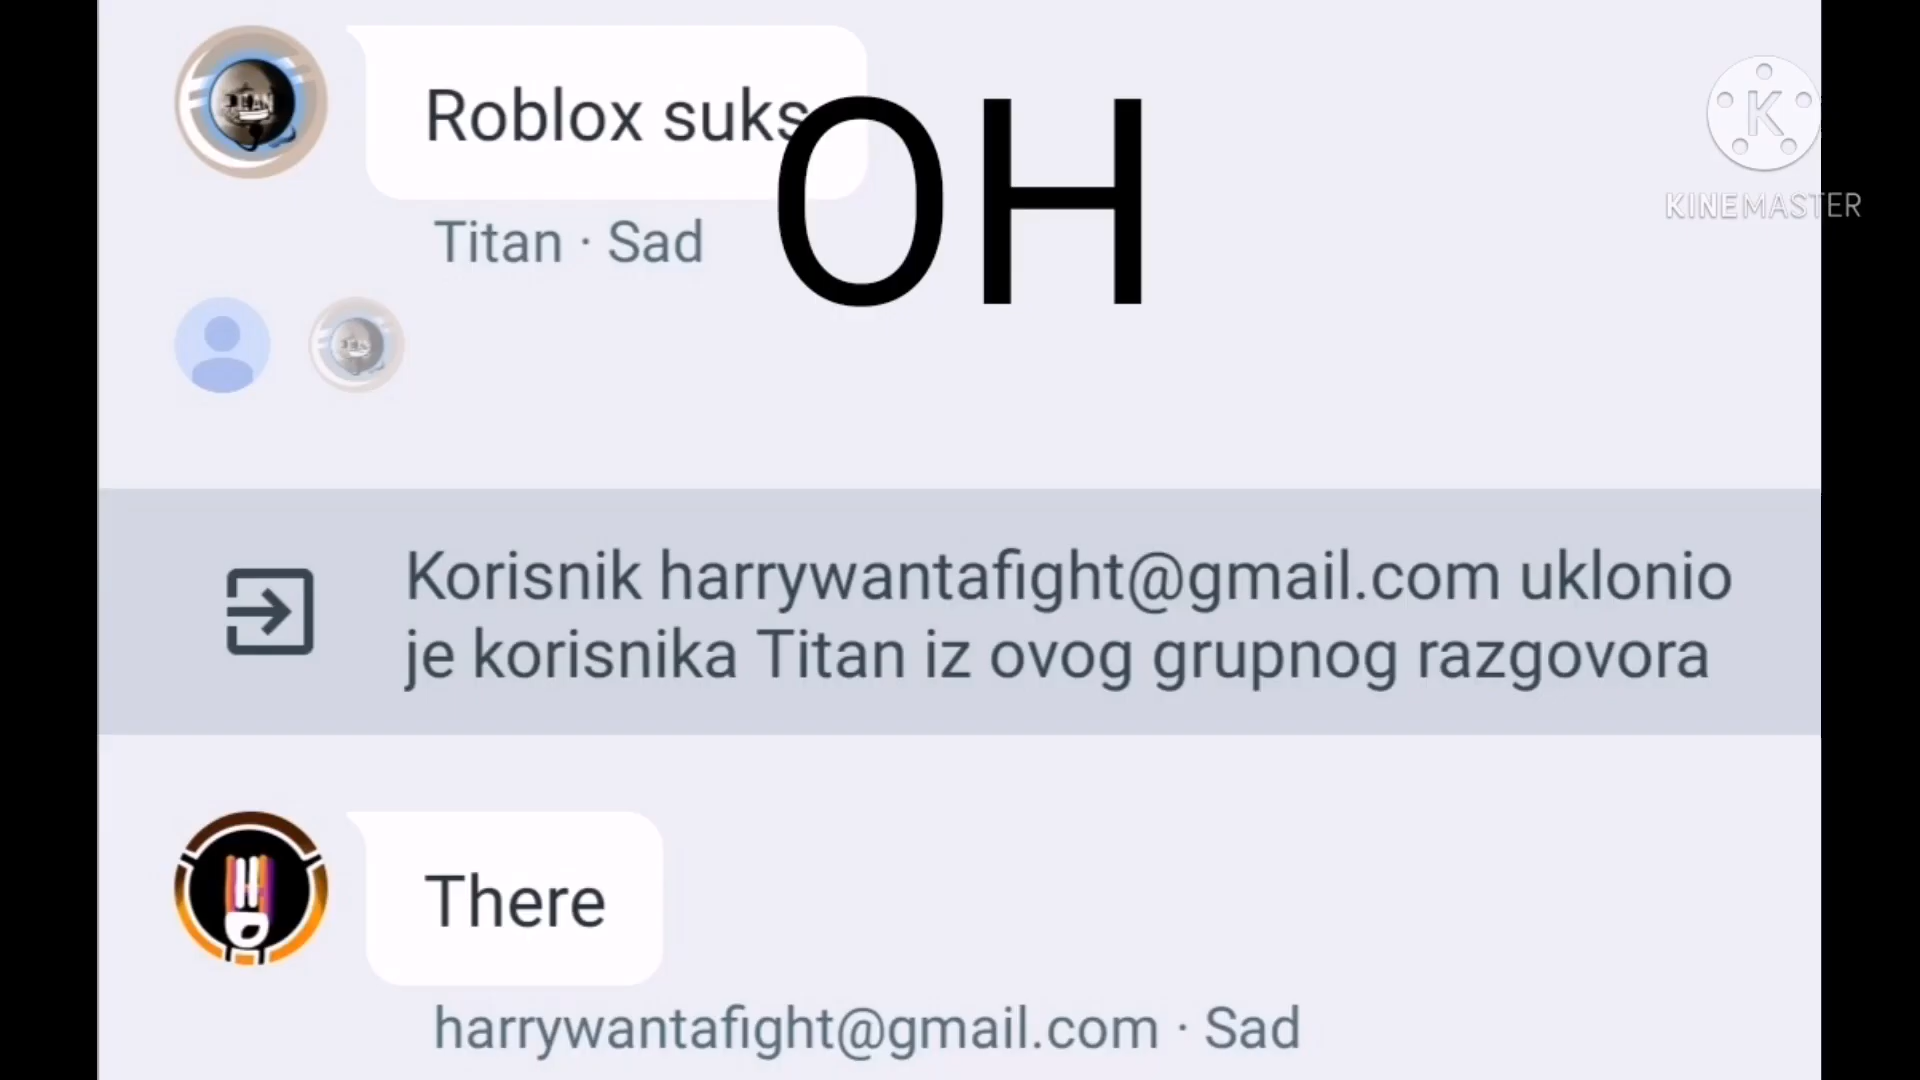 Roblox suks
OH
Titan · Sad
K
KINEMASTER
Korisnik harrywantafight@gmail.com uklonio
je korisnika Titan iz ovog grupnog razgovora
There
harrywantafight@gmail.com · Sad